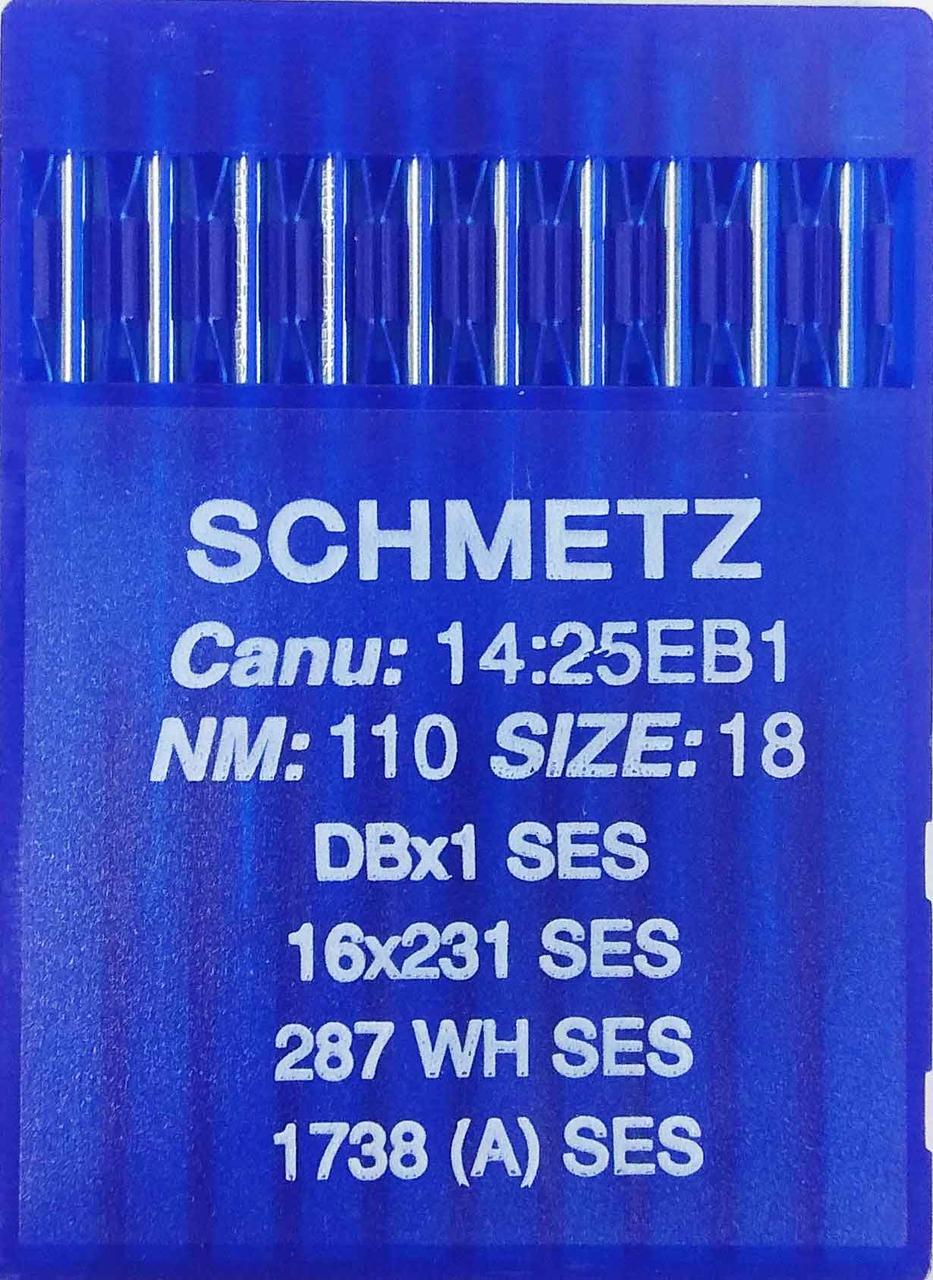 SCHMETZ
Canu: 14:25EB1
NM: 110 SIZE: 18
DBx1 SES
16x231 SES
287 WH SES
1738 (A) SES